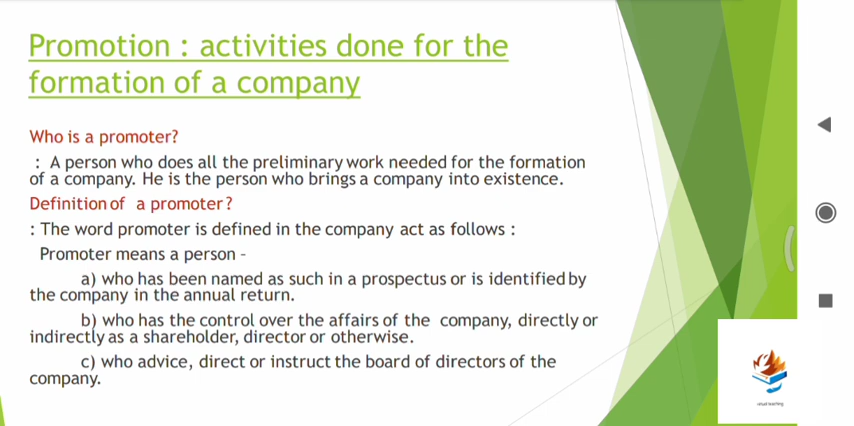 Promotion : activities done for the
formation of a company
Who is a promoter?
: A person who does all the preliminary work needed for the formation
of a company. He is the person who brings a company into existence.
Definition of a promoter?
: The word promoter is defined in the company act as follows :
Promoter means a person -
a) who has been named as such in a prospectus or is identified by
the company in the annual return.
b) who has the control over the affairs of the company, directly or
indirectly as a shareholder, director or otherwise.
c) who advice, direct or instruct the board of directors of the
company.